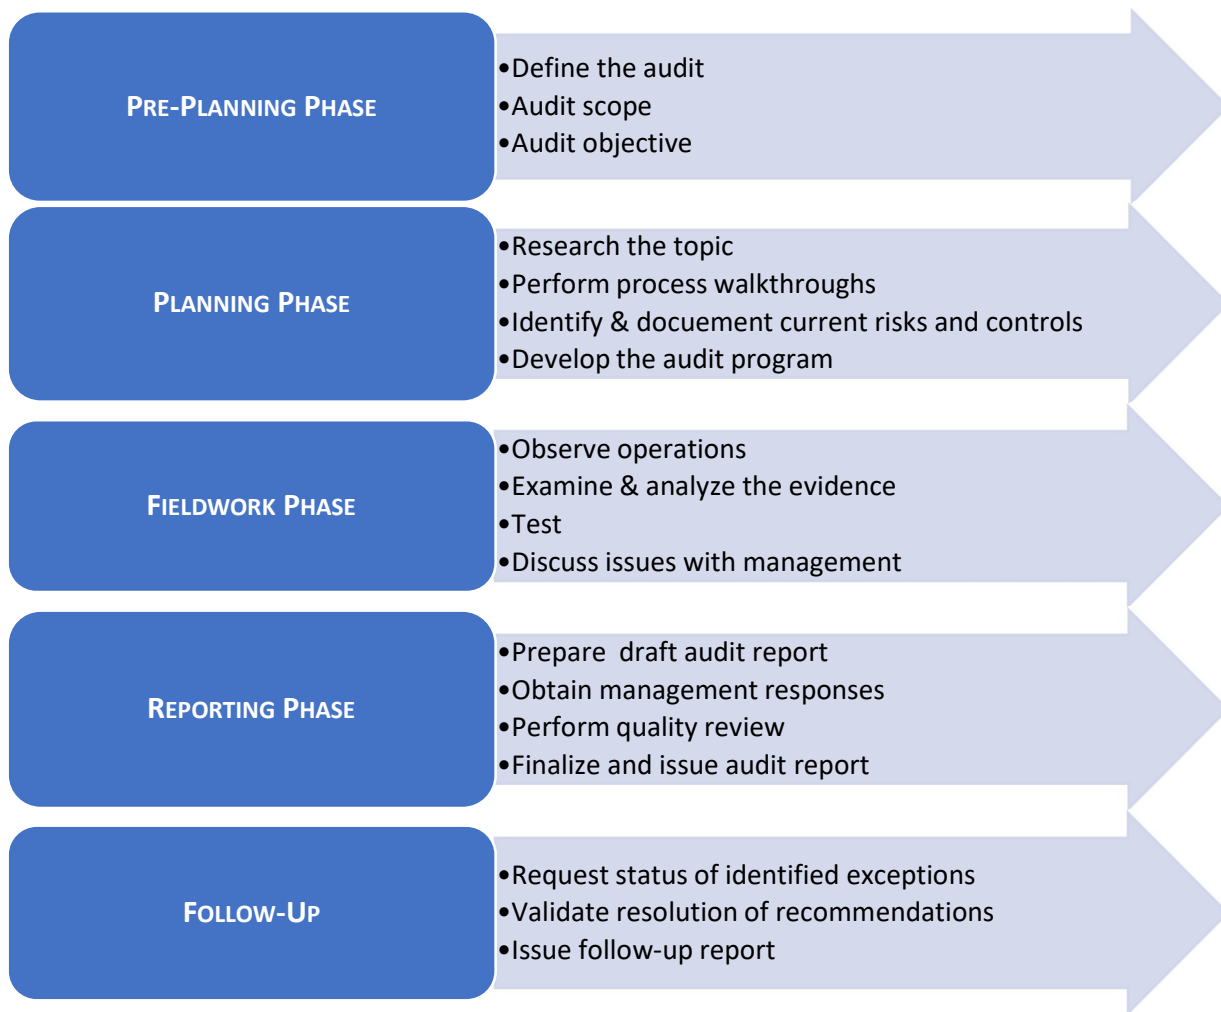 PRE-PLANNING PHASE
•Define the audit
•Audit scope
•Audit objective
PLANNING PHASE
•Research the topic
•Perform process walkthroughs
•Identify & docuement current risks and controls
•Develop the audit program
FIELDWORK PHASE
•Observe operations
•Examine & analyze the evidence
•Test
•Discuss issues with management
REPORTING PHASE
•Prepare  draft audit report
•Obtain management responses
•Perform quality review
•Finalize and issue audit report
FOLLOW-UP
•Request status of identified exceptions
•Validate resolution of recommendations
•Issue follow-up report